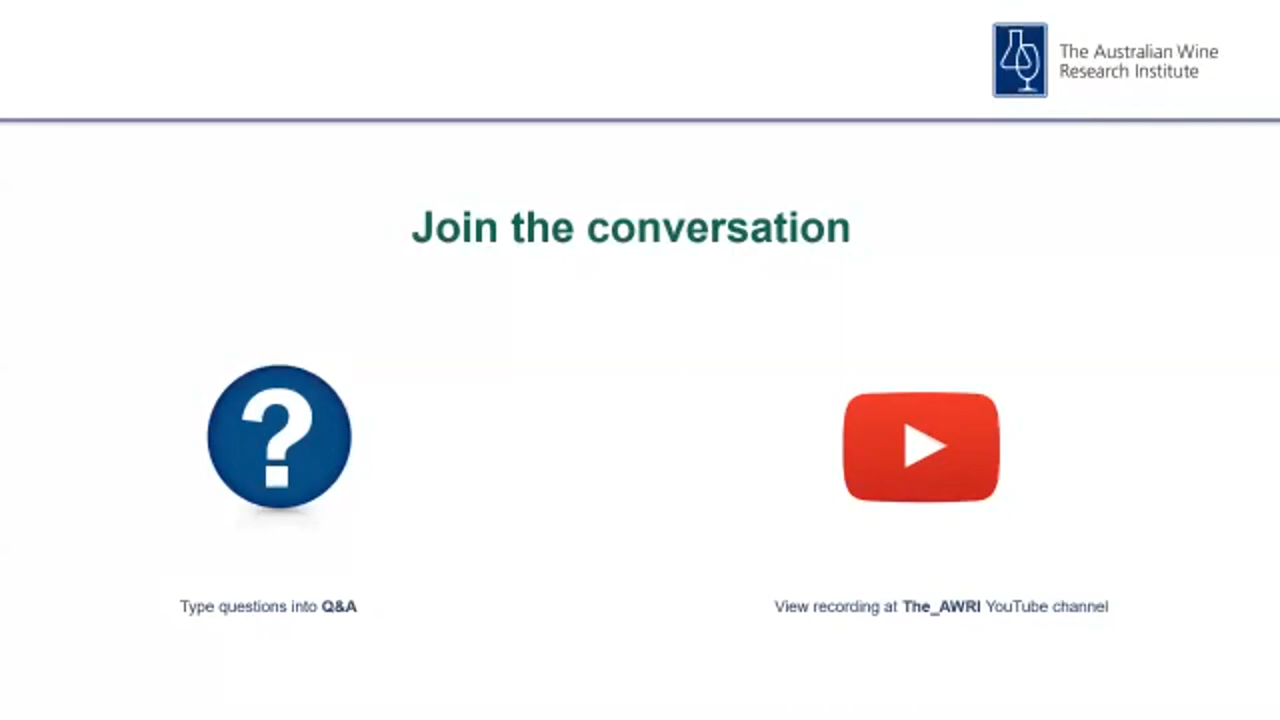 The Australian Wine
Research Institute
Join the conversation
?
Type questions into Q&A
View recording at The_AWRI YouTube channel